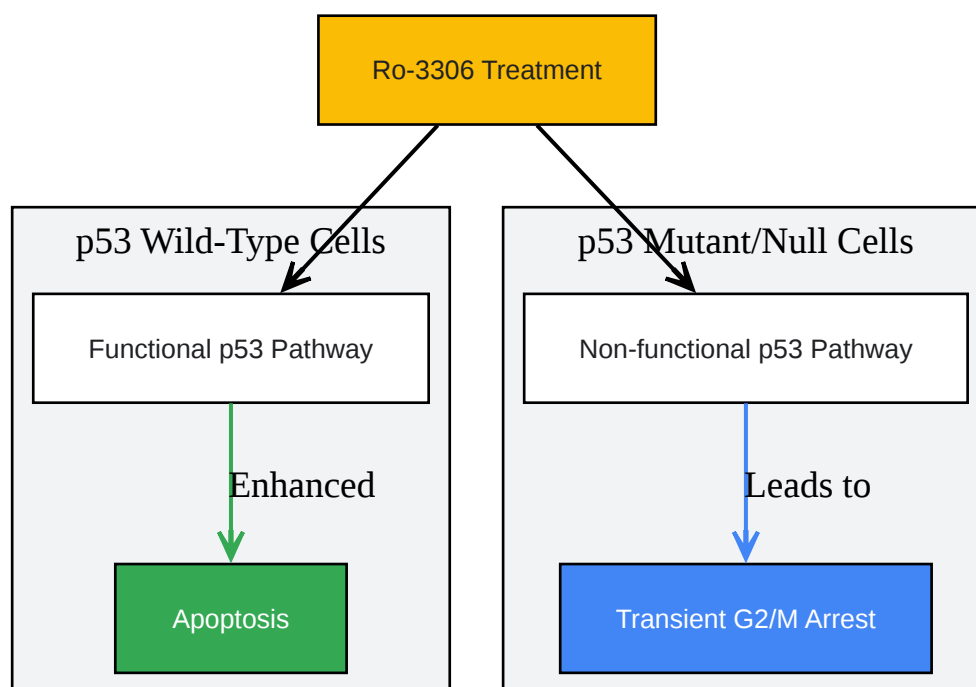 Ro-3306 Treatment
p53 Wild-Type Cells
p53 Mutant/Null Cells
Functional p53 Pathway
Non-functional p53 Pathway
Enhanced
Leads to
Apoptosis
Transient G2/M Arrest